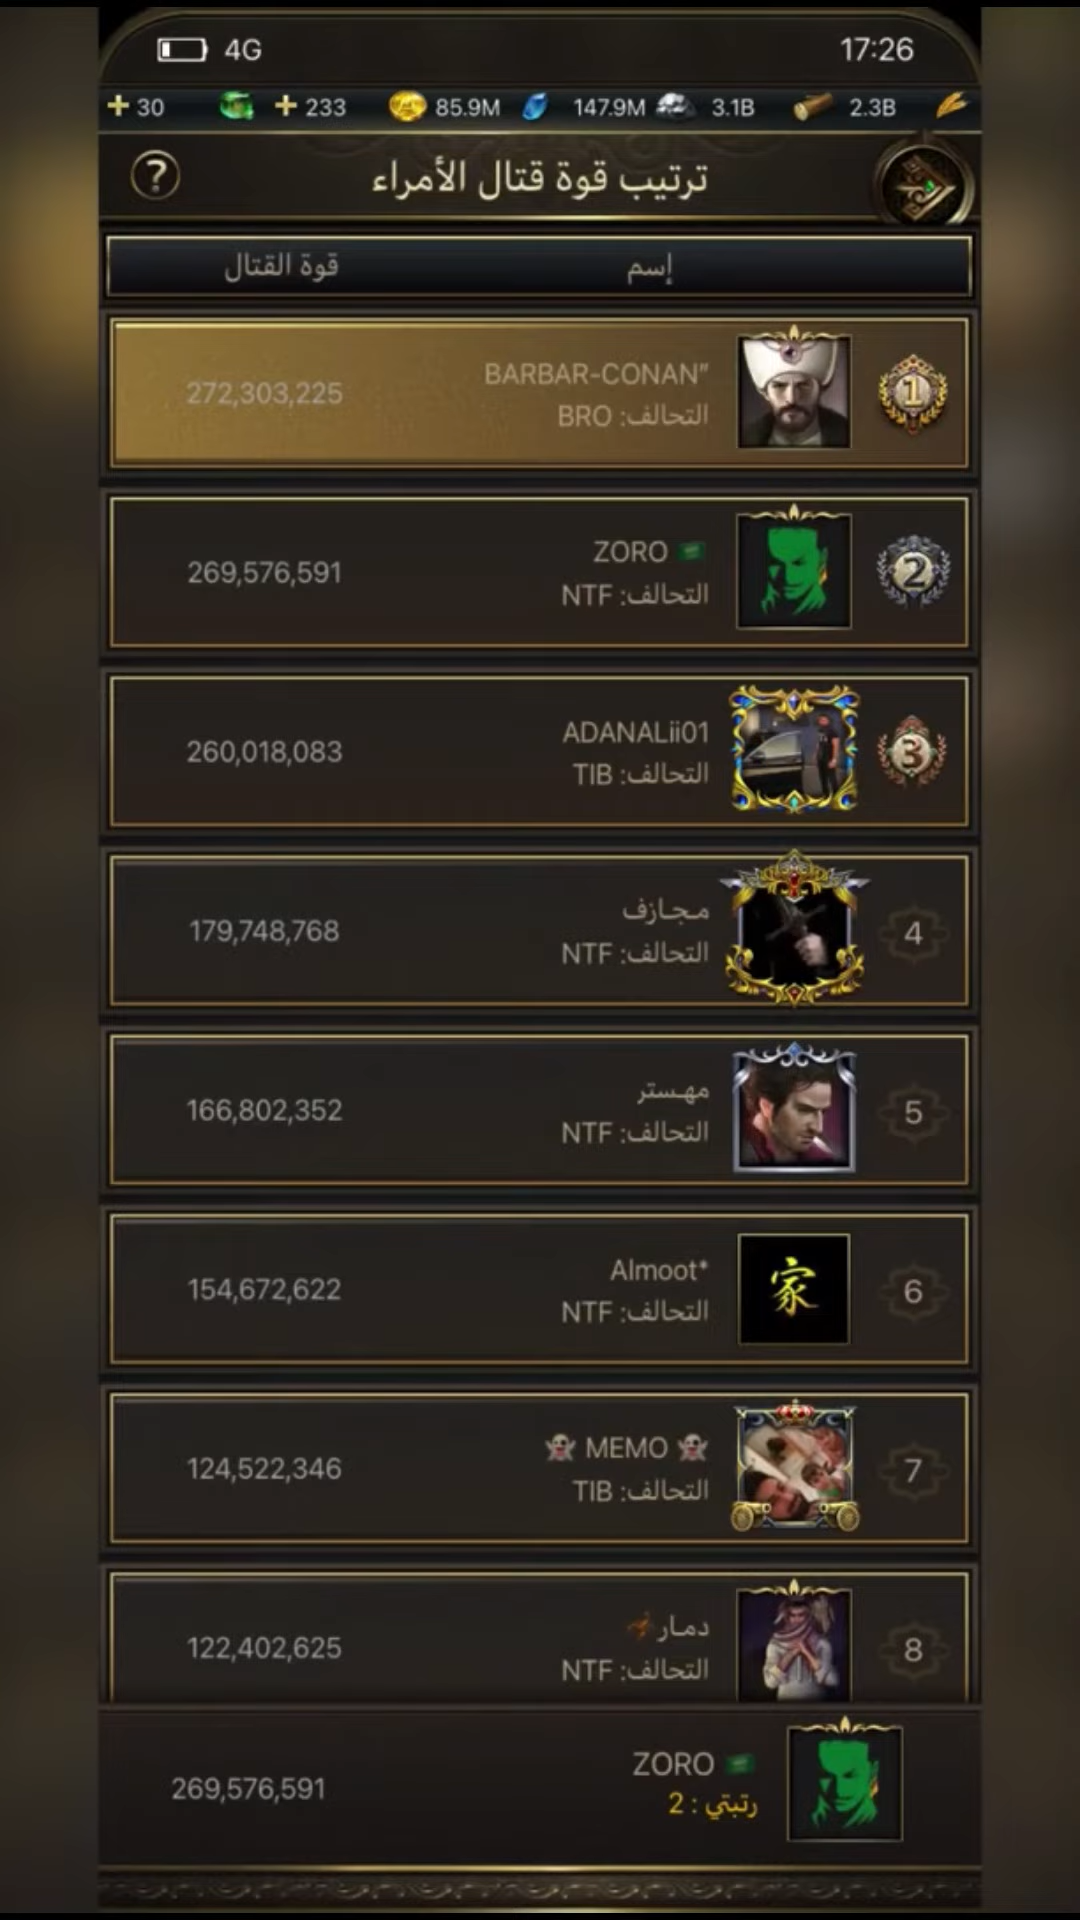 4G
17:26
+ 30
+ 233
85.9M
147.9M
3.1B
2.3B
?
ترتيب قوة قتال الأمراء
إسم
قوة القتال
1
BARBAR-CONAN"
التحالف: BRO
272,303,225
2
ZORO 🇸🇦
التحالف: NTF
269,576,591
3
ADANALii01
التحالف: TIB
260,018,083
4
مجازف
التحالف: NTF
179,748,768
5
مهستر
التحالف: NTF
166,802,352
家
6
Almoot*
التحالف: NTF
154,672,622
7
👻 MEMO 👻
التحالف: TIB
124,522,346
8
دمار🦂
التحالف: NTF
122,402,625
ZORO 🇸🇦
رتبتي : 2
269,576,591